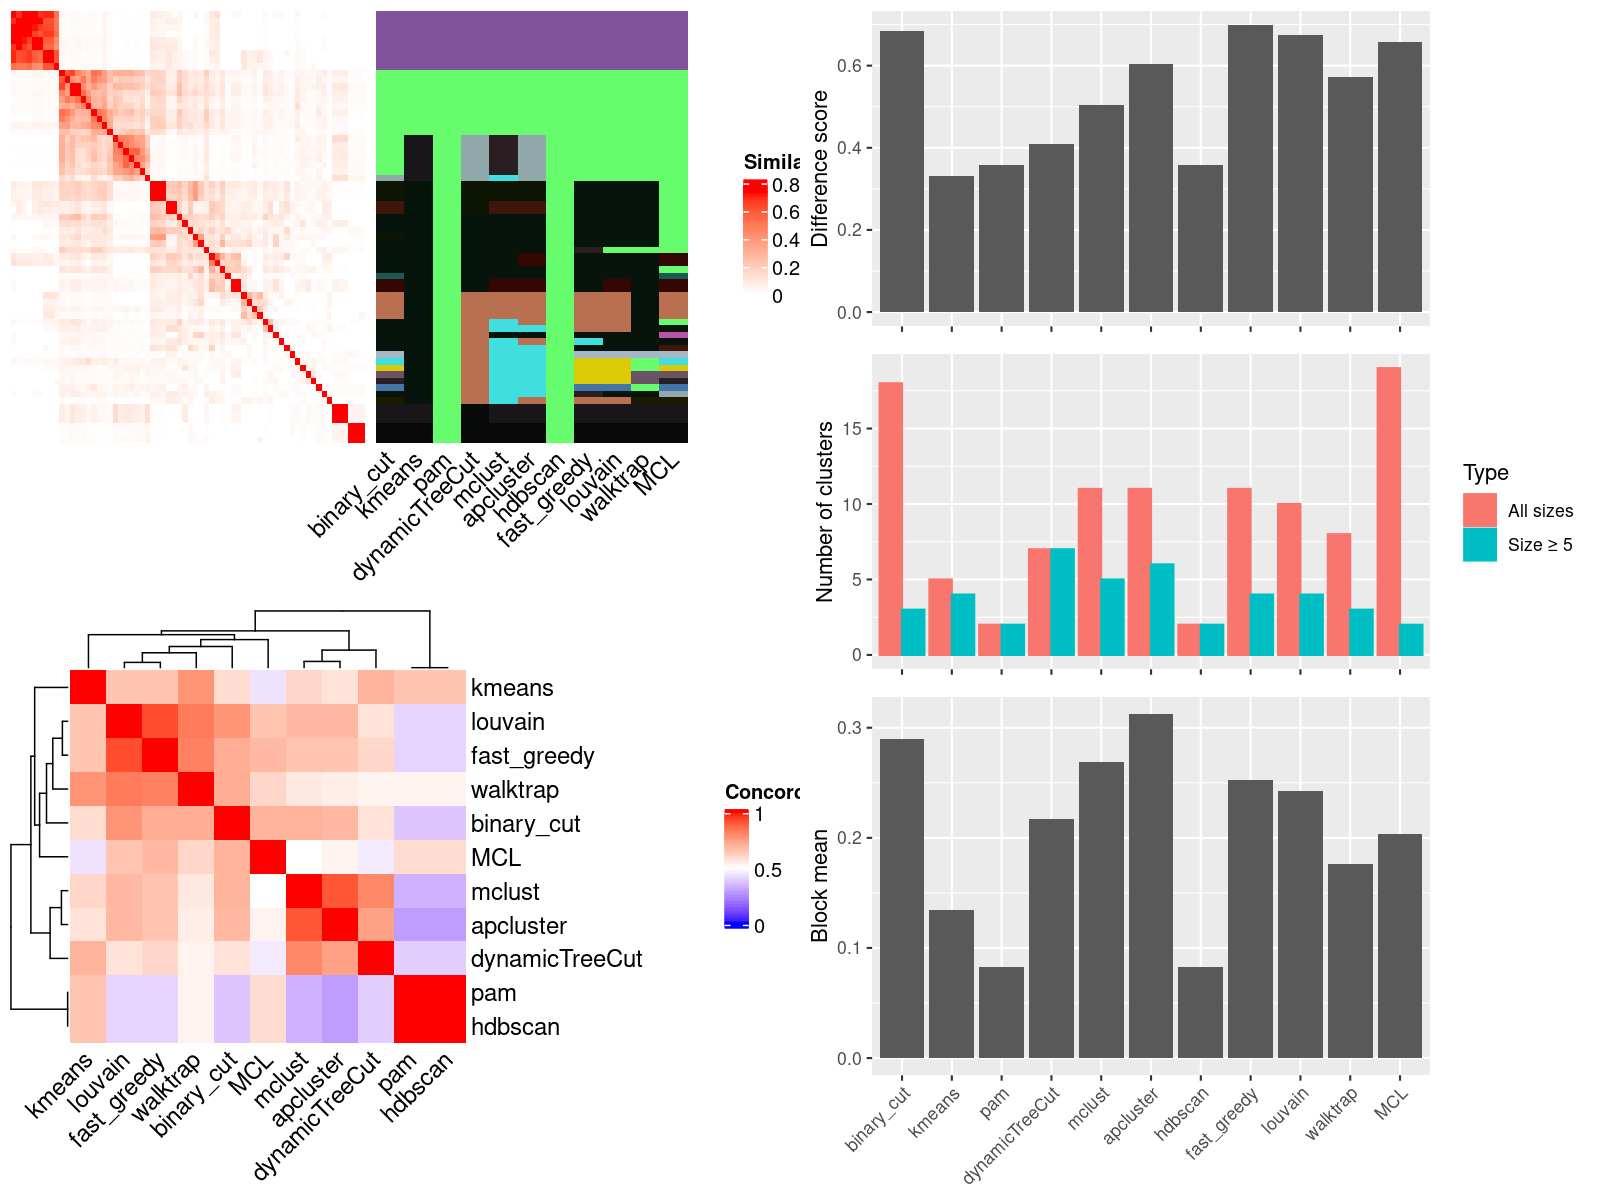 Simila
0.8
0.6
0.4
0.2
0
binary_cut
kmeans
pam
dynamicTreeCut
mclust
apcluster
hdbscan
fast_greedy
louvain
walktrap
MCL
kmeans
louvain
fast_greedy
walktrap
binary_cut
MCL
mclust
apcluster
dynamicTreeCut
pam
hdbscan
kmeans
louvain
fast_greedy
walktrap
binary_cut
MCL
mclust
apcluster
dynamicTreeCut
pam
hdbscan
Concord
1
0.5
0
Difference score
0.6
0.4
0.2
0.0
Number of clusters
15
10
5
0
Type
All sizes
Size ≥ 5
Block mean
0.3
0.2
0.1
0.0
binary_cut
kmeans
pam
dynamicTreeCut
mclust
apcluster
hdbscan
fast_greedy
louvain
walktrap
MCL